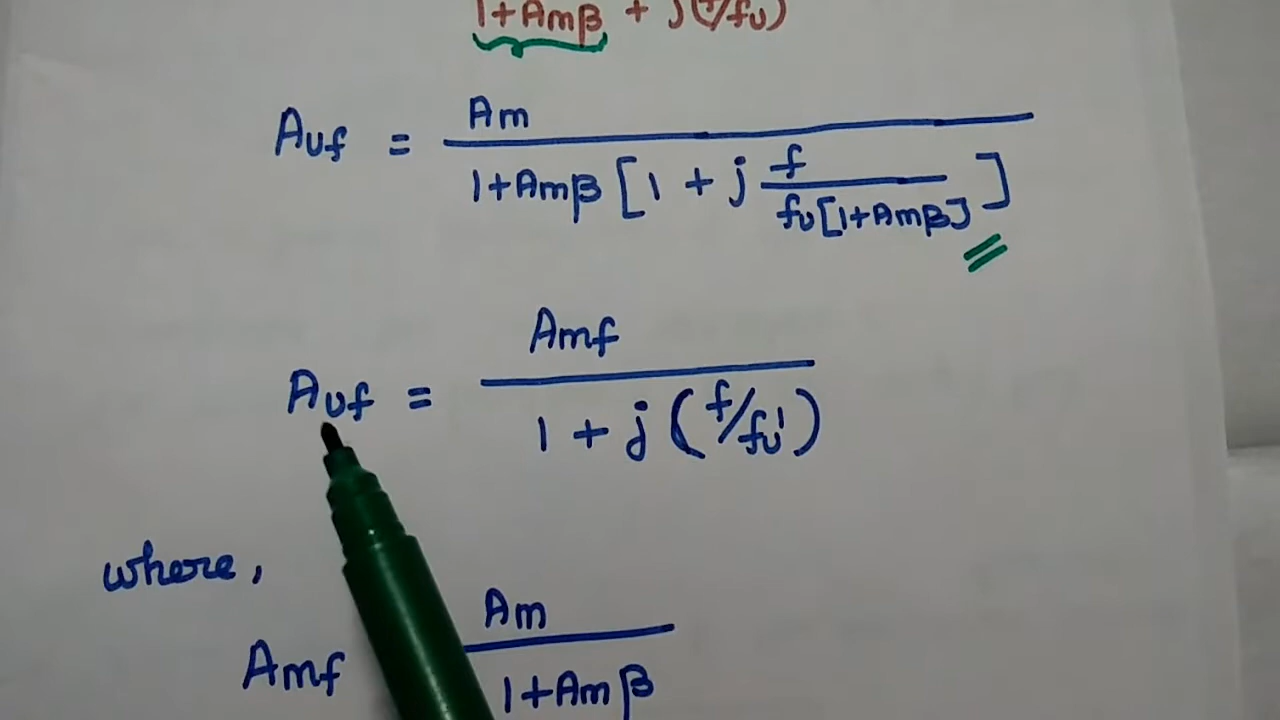 1+Amβ + j(f/fu)
Auf = Am
1+Amβ [1 + j f
fu[1+Amβ] ]
Auf = Amf
1 + j (f/fu')
where,
Amf Am
1+Amβ